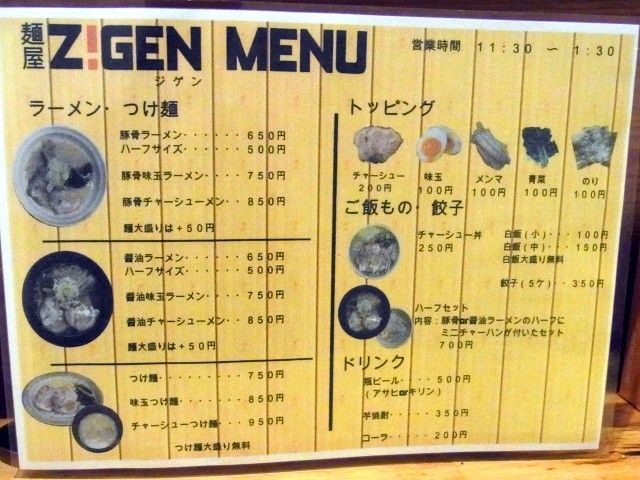 麺屋 Z!GEN MENU
ジゲン
営業時間 11:30 〜 1:30
ラーメン・つけ麺
豚骨ラーメン・・・・・・650円
ハーフサイズ・・・・・・500円
豚骨味玉ラーメン・・・・750円
豚骨チャーシューメン・・850円
麺大盛りは+50円
醤油ラーメン・・・・・・650円
ハーフサイズ・・・・・・500円
醤油味玉ラーメン・・・・750円
醤油チャーシューメン・・850円
麺大盛りは+50円
つけ麺・・・・・・・・・750円
味玉つけ麺・・・・・・・850円
チャーシューつけ麺・・・950円
つけ麺大盛り無料
トッピング
チャーシュー 200円
味玉 100円
メンマ 100円
青菜 100円
のり 100円
ご飯もの・餃子
チャーシュー丼 250円
白飯(小)・・・100円
白飯(中)・・・150円
白飯大盛り無料
餃子(5ケ)・・350円
ハーフセット
内容:豚骨or醤油ラーメンのハーフに
ミニチャーハンが付いたセット
700円
ドリンク
瓶ビール・・・・500円
(アサヒorキリン)
芋焼酎・・・・・350円
コーラ・・・・・200円